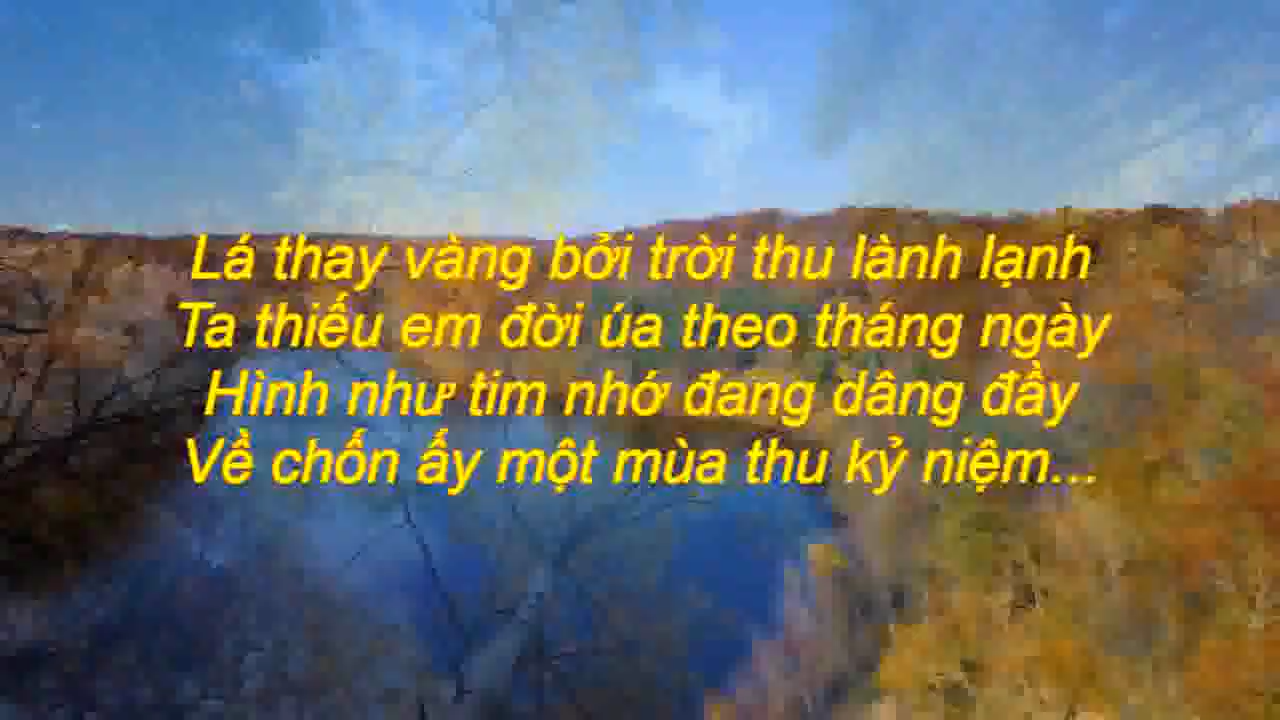 Lá thay vàng bởi trời thu lành lạnh
Ta thiếu em đời úa theo tháng ngày
Hình như tim nhớ đang dâng đầy
Về chốn ấy một mùa thu kỷ niệm...